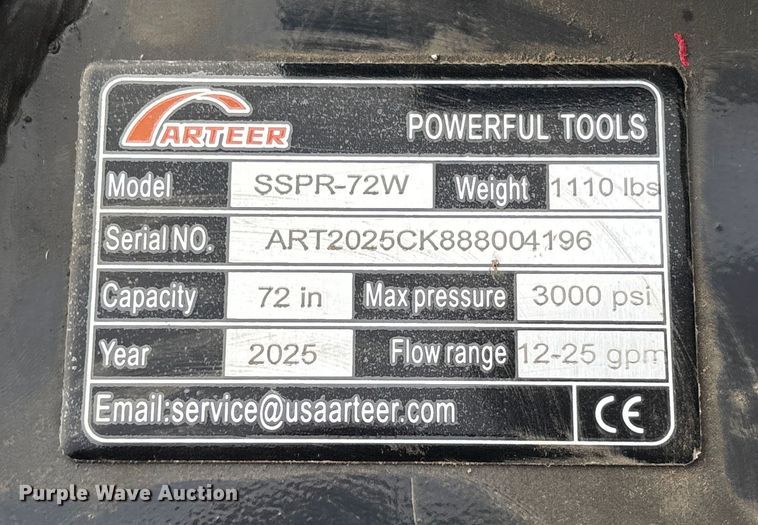 ARTEER POWERFUL TOOLS
Model SSPR-72W Weight 1110 lbs
Serial NO. ART2025CK888004196
Capacity 72 in Max pressure 3000 psi
Year 2025 Flow range 12-25 gpm
Email:service@usaarteer.com CE
Purple Wave Auction